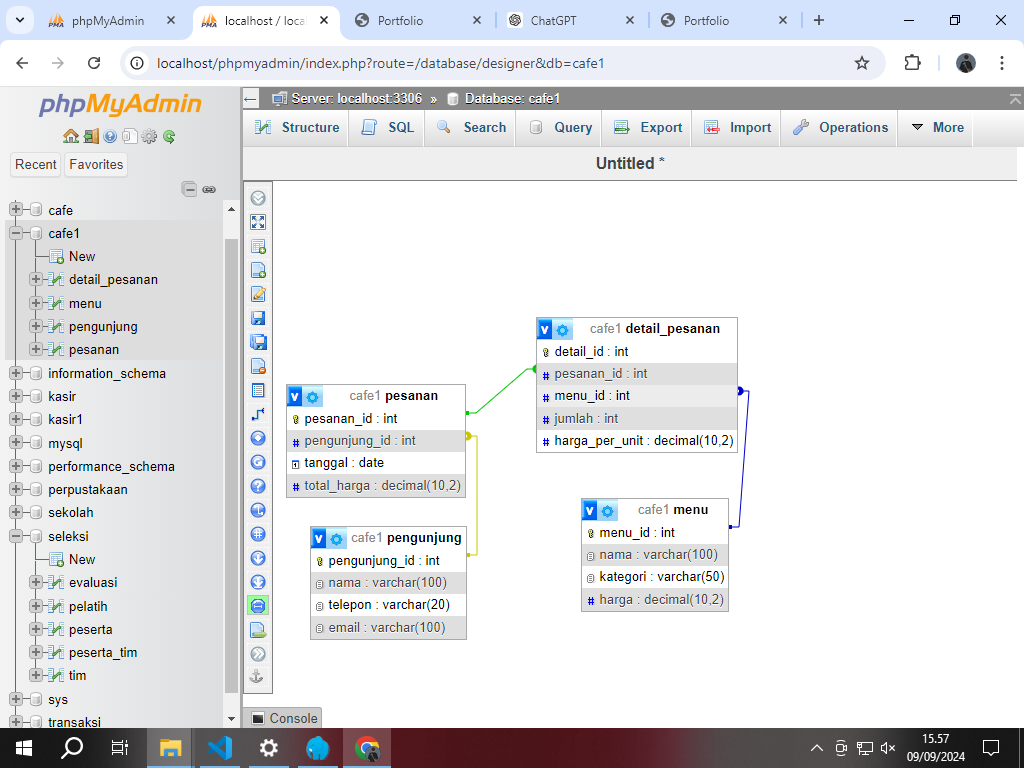 phpMyAdmin
localhost / loca
Portfolio
ChatGPT
Portfolio
localhost/phpmyadmin/index.php?route=/database/designer&db=cafe1
phpMyAdmin
Recent
Favorites
cafe
cafe1
New
detail_pesanan
menu
pengunjung
pesanan
information_schema
kasir
kasir1
mysql
performance_schema
perpustakaan
sekolah
seleksi
New
evaluasi
pelatih
peserta
peserta_tim
tim
sys
transaksi
Server: localhost:3306 » Database: cafe1
Structure
SQL
Search
Query
Export
Import
Operations
More
Untitled *
cafe1 detail_pesanan
detail_id : int
pesanan_id : int
menu_id : int
jumlah : int
harga_per_unit : decimal(10,2)
cafe1 pesanan
pesanan_id : int
pengunjung_id : int
tanggal : date
total_harga : decimal(10,2)
cafe1 menu
menu_id : int
nama : varchar(100)
kategori : varchar(50)
harga : decimal(10,2)
cafe1 pengunjung
pengunjung_id : int
nama : varchar(100)
telepon : varchar(20)
email : varchar(100)
Console
15.57
09/09/2024